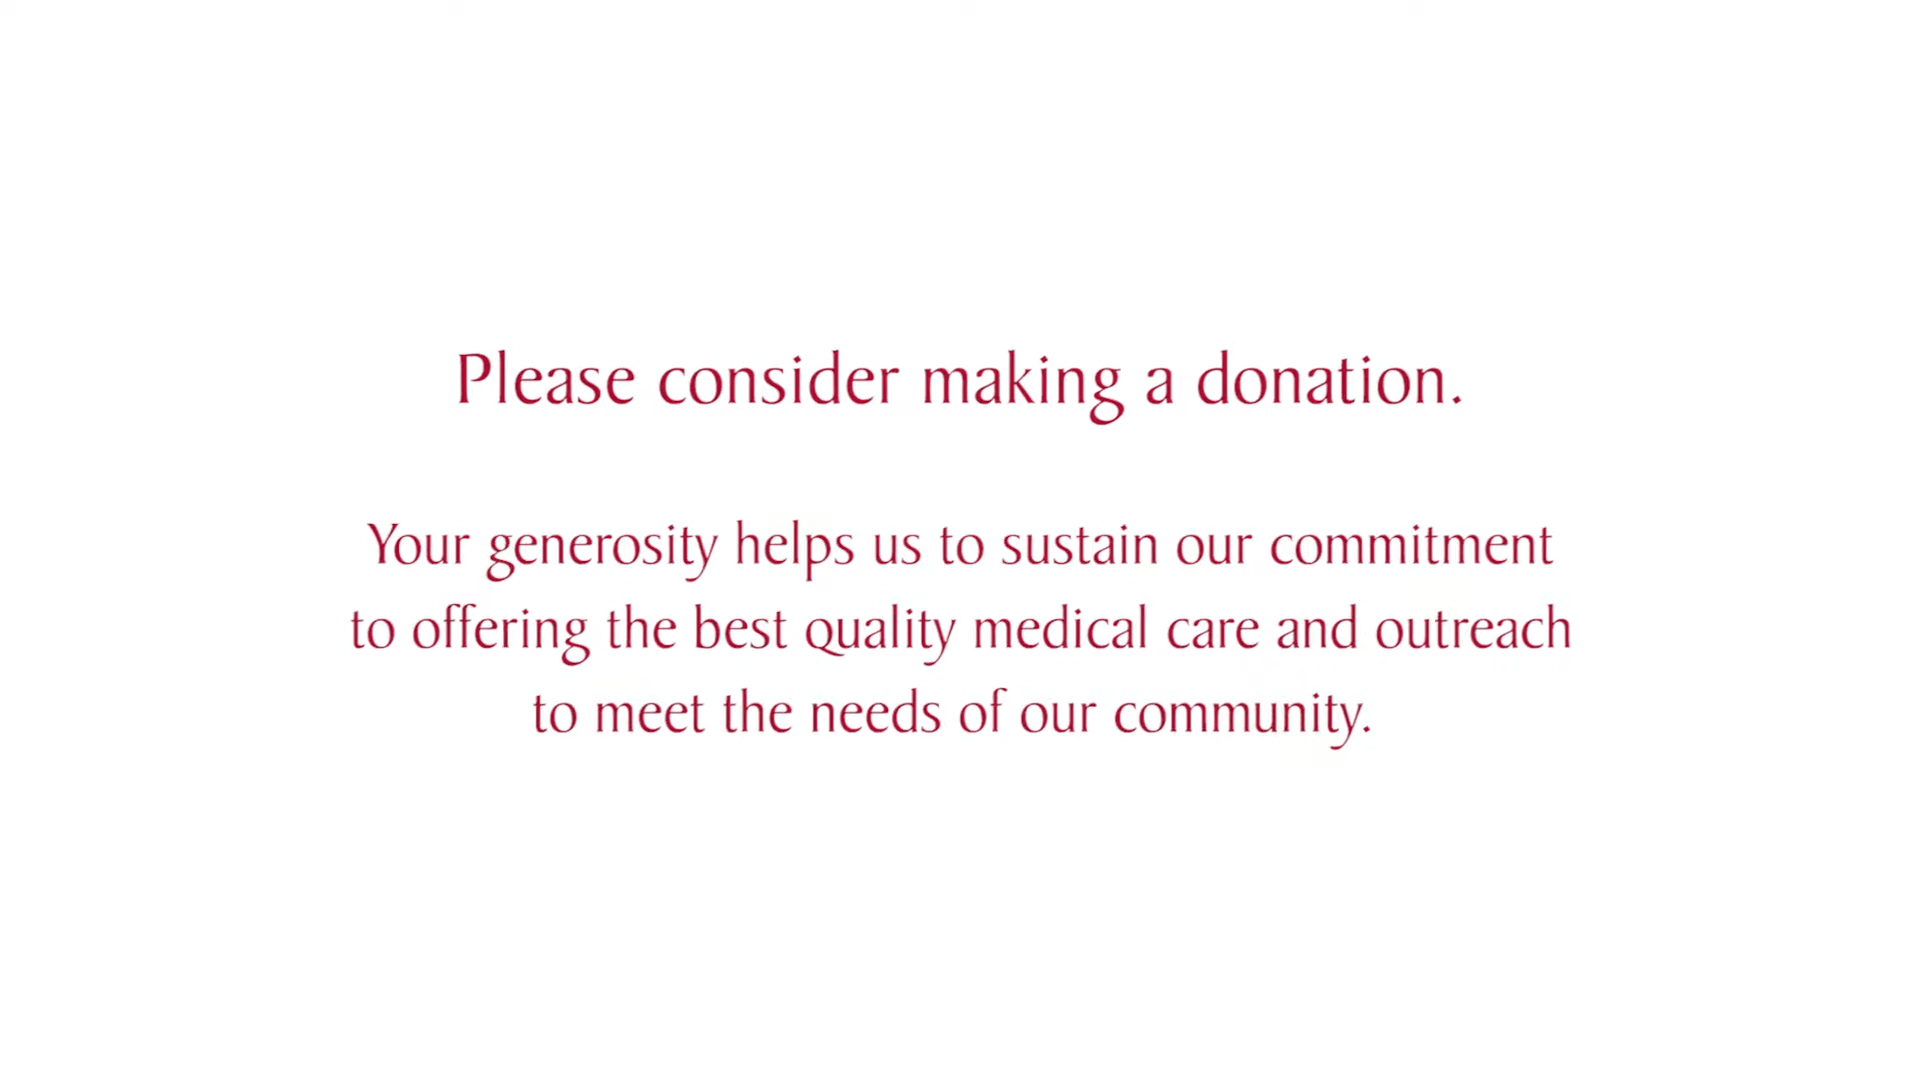 Please consider making a donation.
Your generosity helps us to sustain our commitment
to offering the best quality medical care and outreach
to meet the needs of our community.